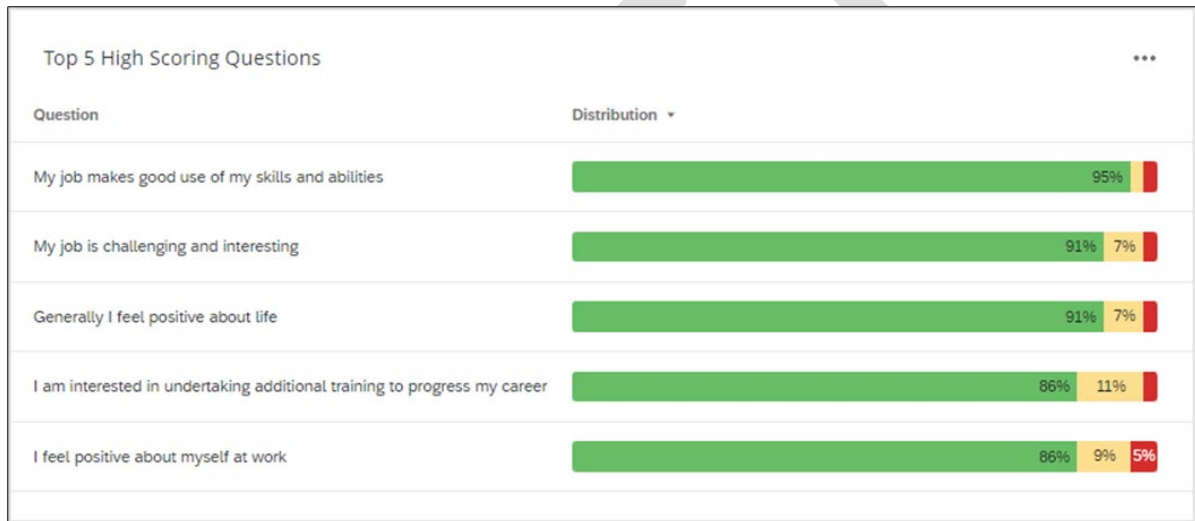 Top 5 High Scoring Questions
•••
Question Distribution
My job makes good use of my skills and abilities 95%
My job is challenging and interesting 91% 7%
Generally I feel positive about life 91% 7%
I am interested in undertaking additional training to progress my career 86% 11%
I feel positive about myself at work 86% 9% 5%